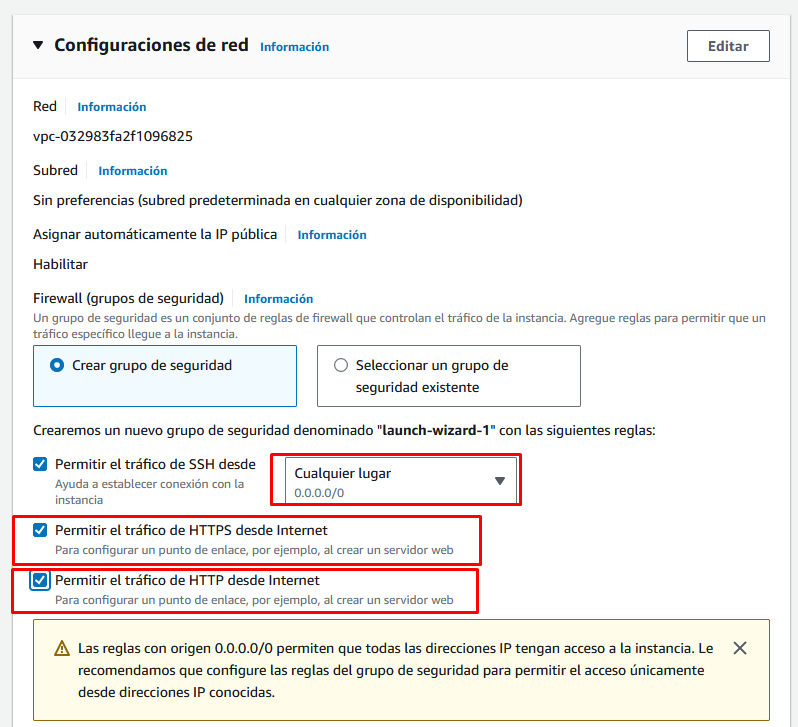 Configuraciones de red Información Editar
Red Información
vpc-032983fa2f1096825
Subred Información
Sin preferencias (subred predeterminada en cualquier zona de disponibilidad)
Asignar automáticamente la IP pública Información
Habilitar
Firewall (grupos de seguridad) Información
Un grupo de seguridad es un conjunto de reglas de firewall que controlan el tráfico de la instancia. Agregue reglas para permitir que un
tráfico específico llegue a la instancia.
Crear grupo de seguridad
Seleccionar un grupo de
seguridad existente
Crearemos un nuevo grupo de seguridad denominado "launch-wizard-1" con las siguientes reglas:
Permitir el tráfico de SSH desde
Ayuda a establecer conexión con la
instancia
Cualquier lugar
0.0.0.0/0
Permitir el tráfico de HTTPS desde Internet
Para configurar un punto de enlace, por ejemplo, al crear un servidor web
Permitir el tráfico de HTTP desde Internet
Para configurar un punto de enlace, por ejemplo, al crear un servidor web
Las reglas con origen 0.0.0.0/0 permiten que todas las direcciones IP tengan acceso a la instancia. Le
recomendamos que configure las reglas del grupo de seguridad para permitir el acceso únicamente
desde direcciones IP conocidas.